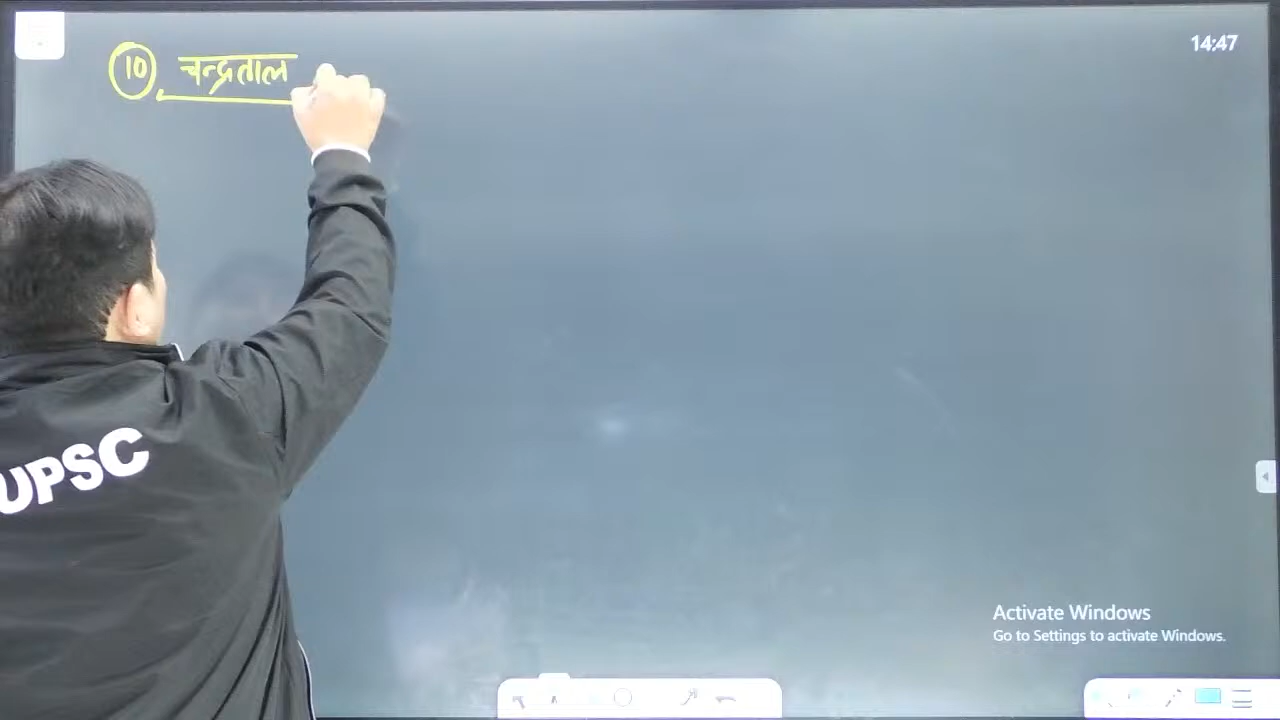 14:47
10 चन्द्रताल
UPSC
Activate Windows
Go to Settings to activate Windows.